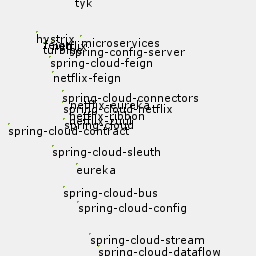 tyk
hystrix
microservices
spring-config-server
spring-cloud-feign
netflix-feign
spring-cloud-connectors
netflix-eureka
spring-cloud-netflix
netflix-ribbon
netflix-zuul
spring-cloud
spring-cloud-contract
spring-cloud-sleuth
eureka
spring-cloud-bus
spring-cloud-config
spring-cloud-stream
spring-cloud-dataflow